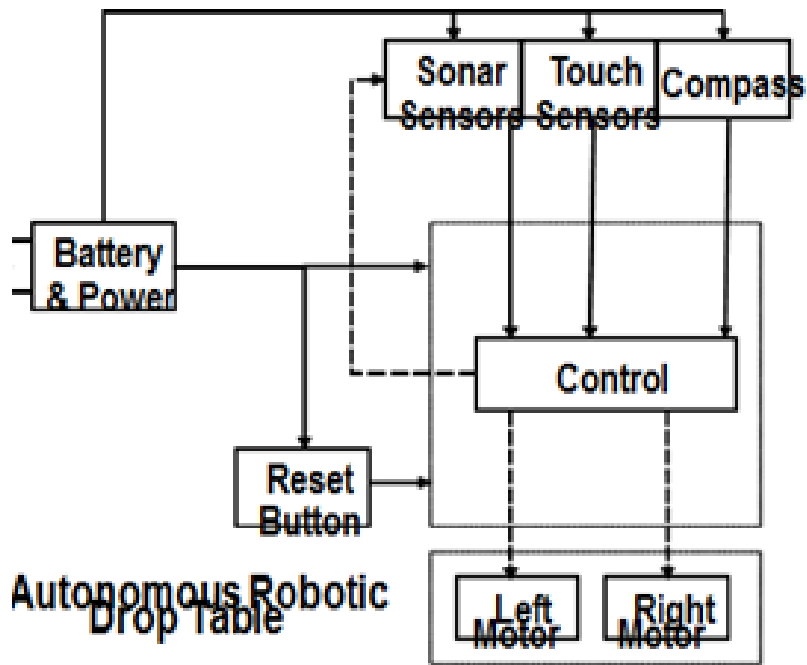 Sonar
Sensors
Touch
Sensors
Compass
Battery
& Power
Control
Reset
Button
Autonomous Robotic
Drop Table
Left
Motor
Right
Motor